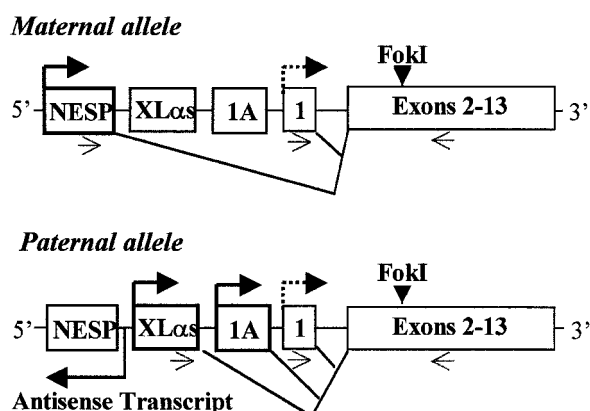 Maternal allele
FokI
5' NESP XLαs 1A 1 Exons 2-13 3'
Paternal allele
FokI
5' NESP XLαs 1A 1 Exons 2-13 3'
Antisense Transcript